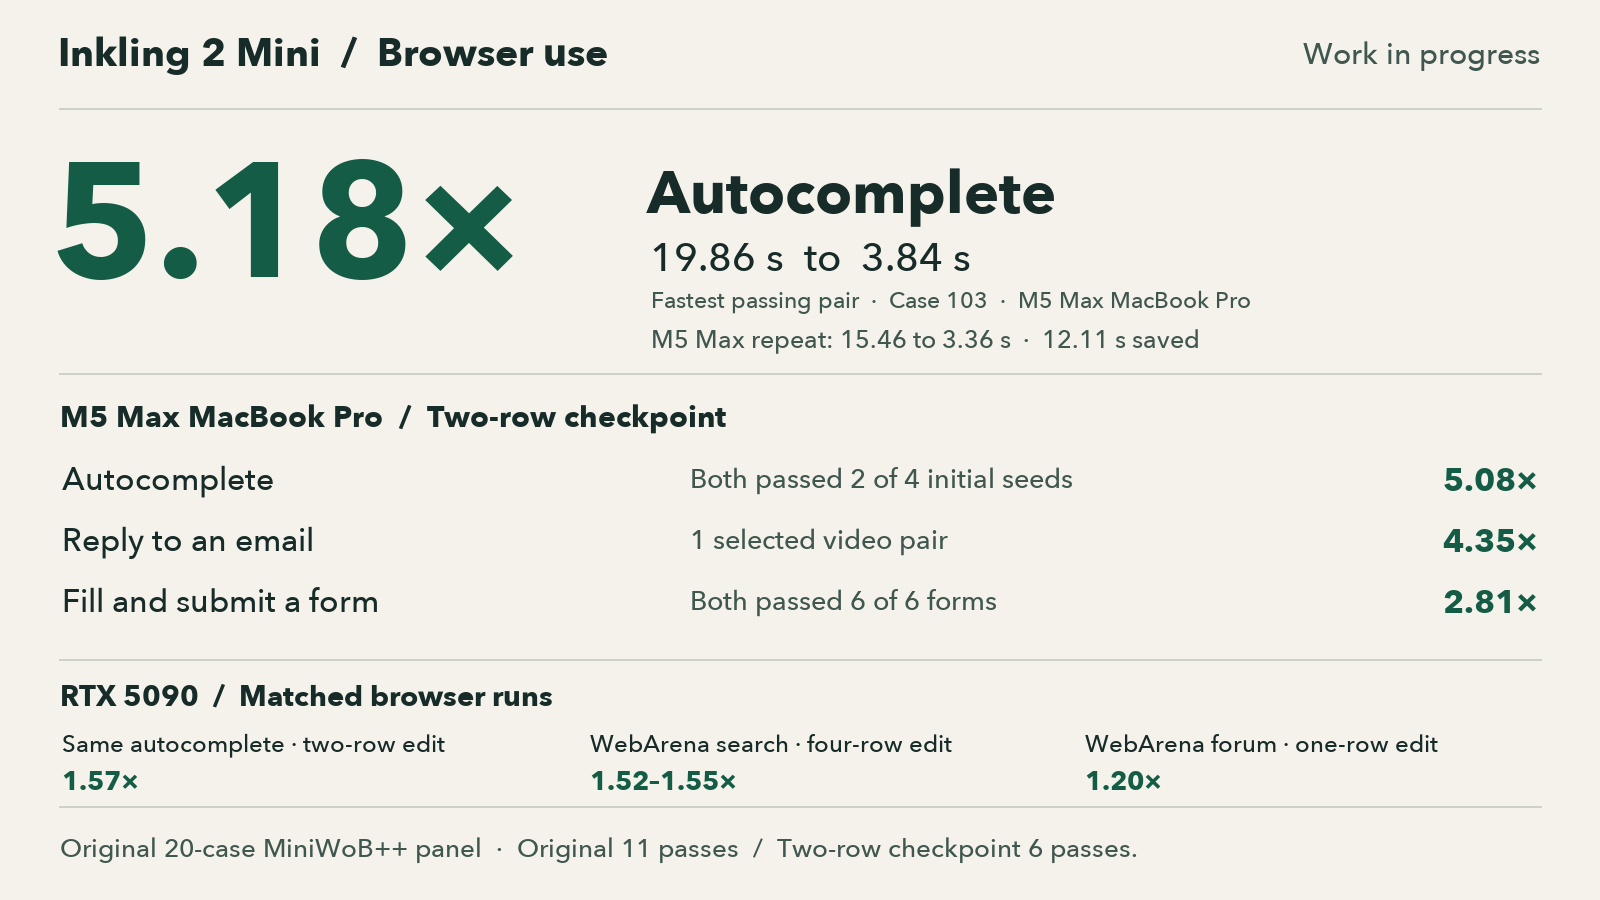 Inkling 2 Mini / Browser use
Work in progress
5.18×
Autocomplete
19.86 s to 3.84 s
Fastest passing pair · Case 103 · M5 Max MacBook Pro
M5 Max repeat: 15.46 to 3.36 s · 12.11 s saved
M5 Max MacBook Pro / Two-row checkpoint
Autocomplete Both passed 2 of 4 initial seeds 5.08×
Reply to an email 1 selected video pair 4.35×
Fill and submit a form Both passed 6 of 6 forms 2.81×
RTX 5090 / Matched browser runs
Same autocomplete · two-row edit
1.57×
WebArena search · four-row edit
1.52–1.55×
WebArena forum · one-row edit
1.20×
Original 20-case MiniWoB++ panel · Original 11 passes / Two-row checkpoint 6 passes.